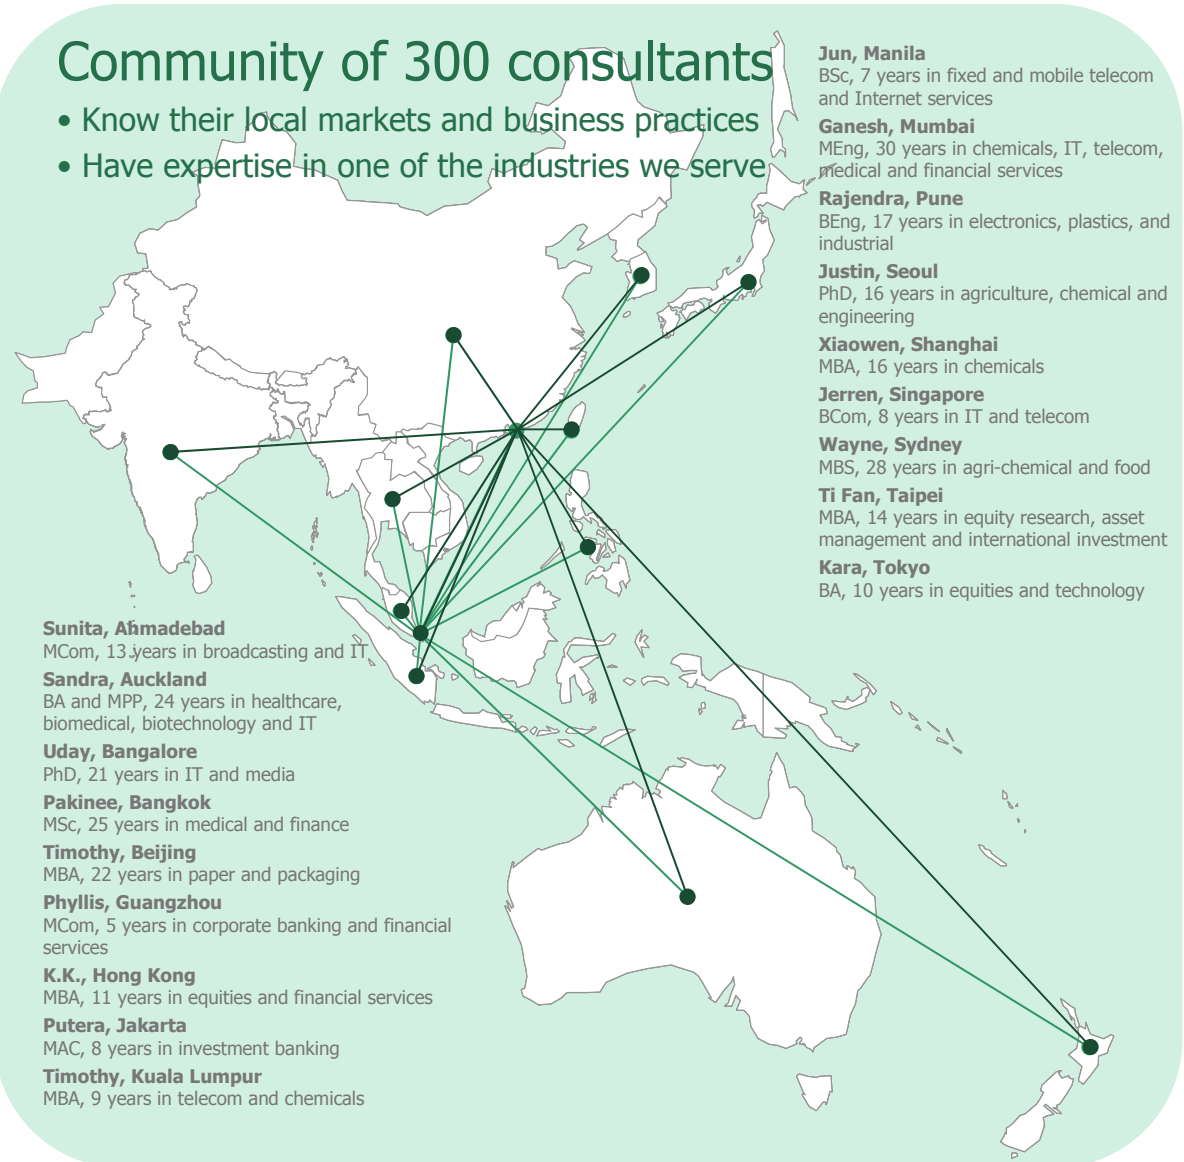 Community of 300 consultants
• Know their local markets and business practices
• Have expertise in one of the industries we serve
Sunita, Ahmadebad
MCom, 13 years in broadcasting and IT
Sandra, Auckland
BA and MPP, 24 years in healthcare,
biomedical, biotechnology and IT
Uday, Bangalore
PhD, 21 years in IT and media
Pakinee, Bangkok
MSc, 25 years in medical and finance
Timothy, Beijing
MBA, 22 years in paper and packaging
Phyllis, Guangzhou
MCom, 5 years in corporate banking and financial
services
K.K., Hong Kong
MBA, 11 years in equities and financial services
Putera, Jakarta
MAC, 8 years in investment banking
Timothy, Kuala Lumpur
MBA, 9 years in telecom and chemicals
Jun, Manila
BSc, 7 years in fixed and mobile telecom
and Internet services
Ganesh, Mumbai
MEng, 30 years in chemicals, IT, telecom,
medical and financial services
Rajendra, Pune
BEng, 17 years in electronics, plastics, and
industrial
Justin, Seoul
PhD, 16 years in agriculture, chemical and
engineering
Xiaowen, Shanghai
MBA, 16 years in chemicals
Jerren, Singapore
BCom, 8 years in IT and telecom
Wayne, Sydney
MBS, 28 years in agri-chemical and food
Ti Fan, Taipei
MBA, 14 years in equity research, asset
management and international investment
Kara, Tokyo
BA, 10 years in equities and technology